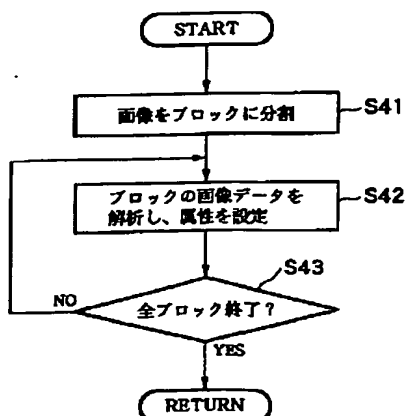 START
画像をブロックに分割
S41
ブロックの画像データを
解析し、属性を設定
S42
全ブロック終了？
S43
NO
YES
RETURN